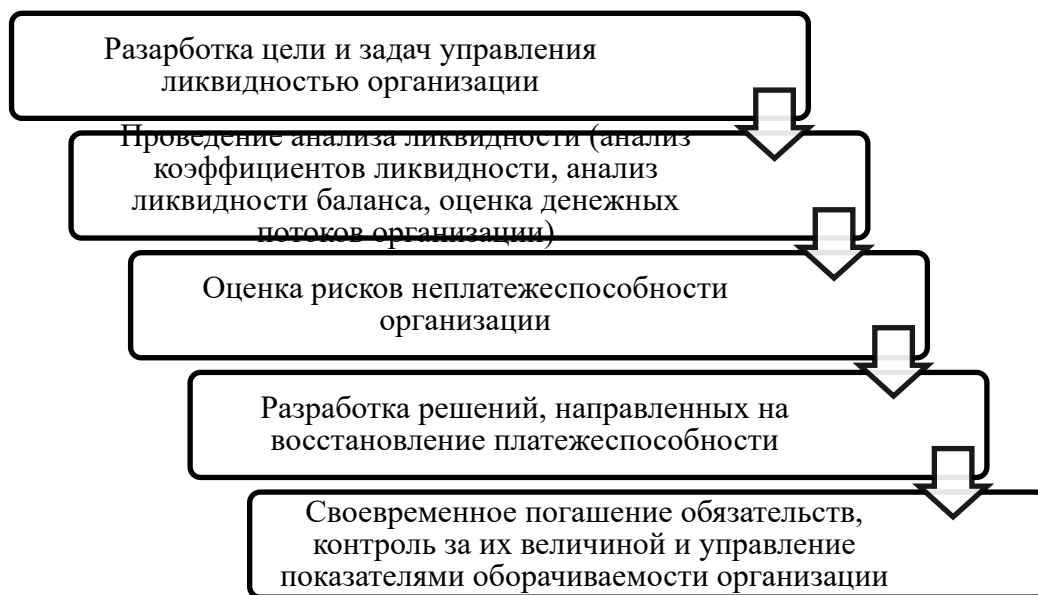 Разарботка цели и задач управления
ликвидностью организации
Проведение анализа ликвидности (анализ
коэффициентов ликвидности, анализ
ликвидности баланса, оценка денежных
потоков организации)
Оценка рисков неплатежеспособности
организации
Разработка решений, направленных на
восстановление платежеспособности
Своевременное погашение обязательств,
контроль за их величиной и управление
показателями оборачиваемости организации